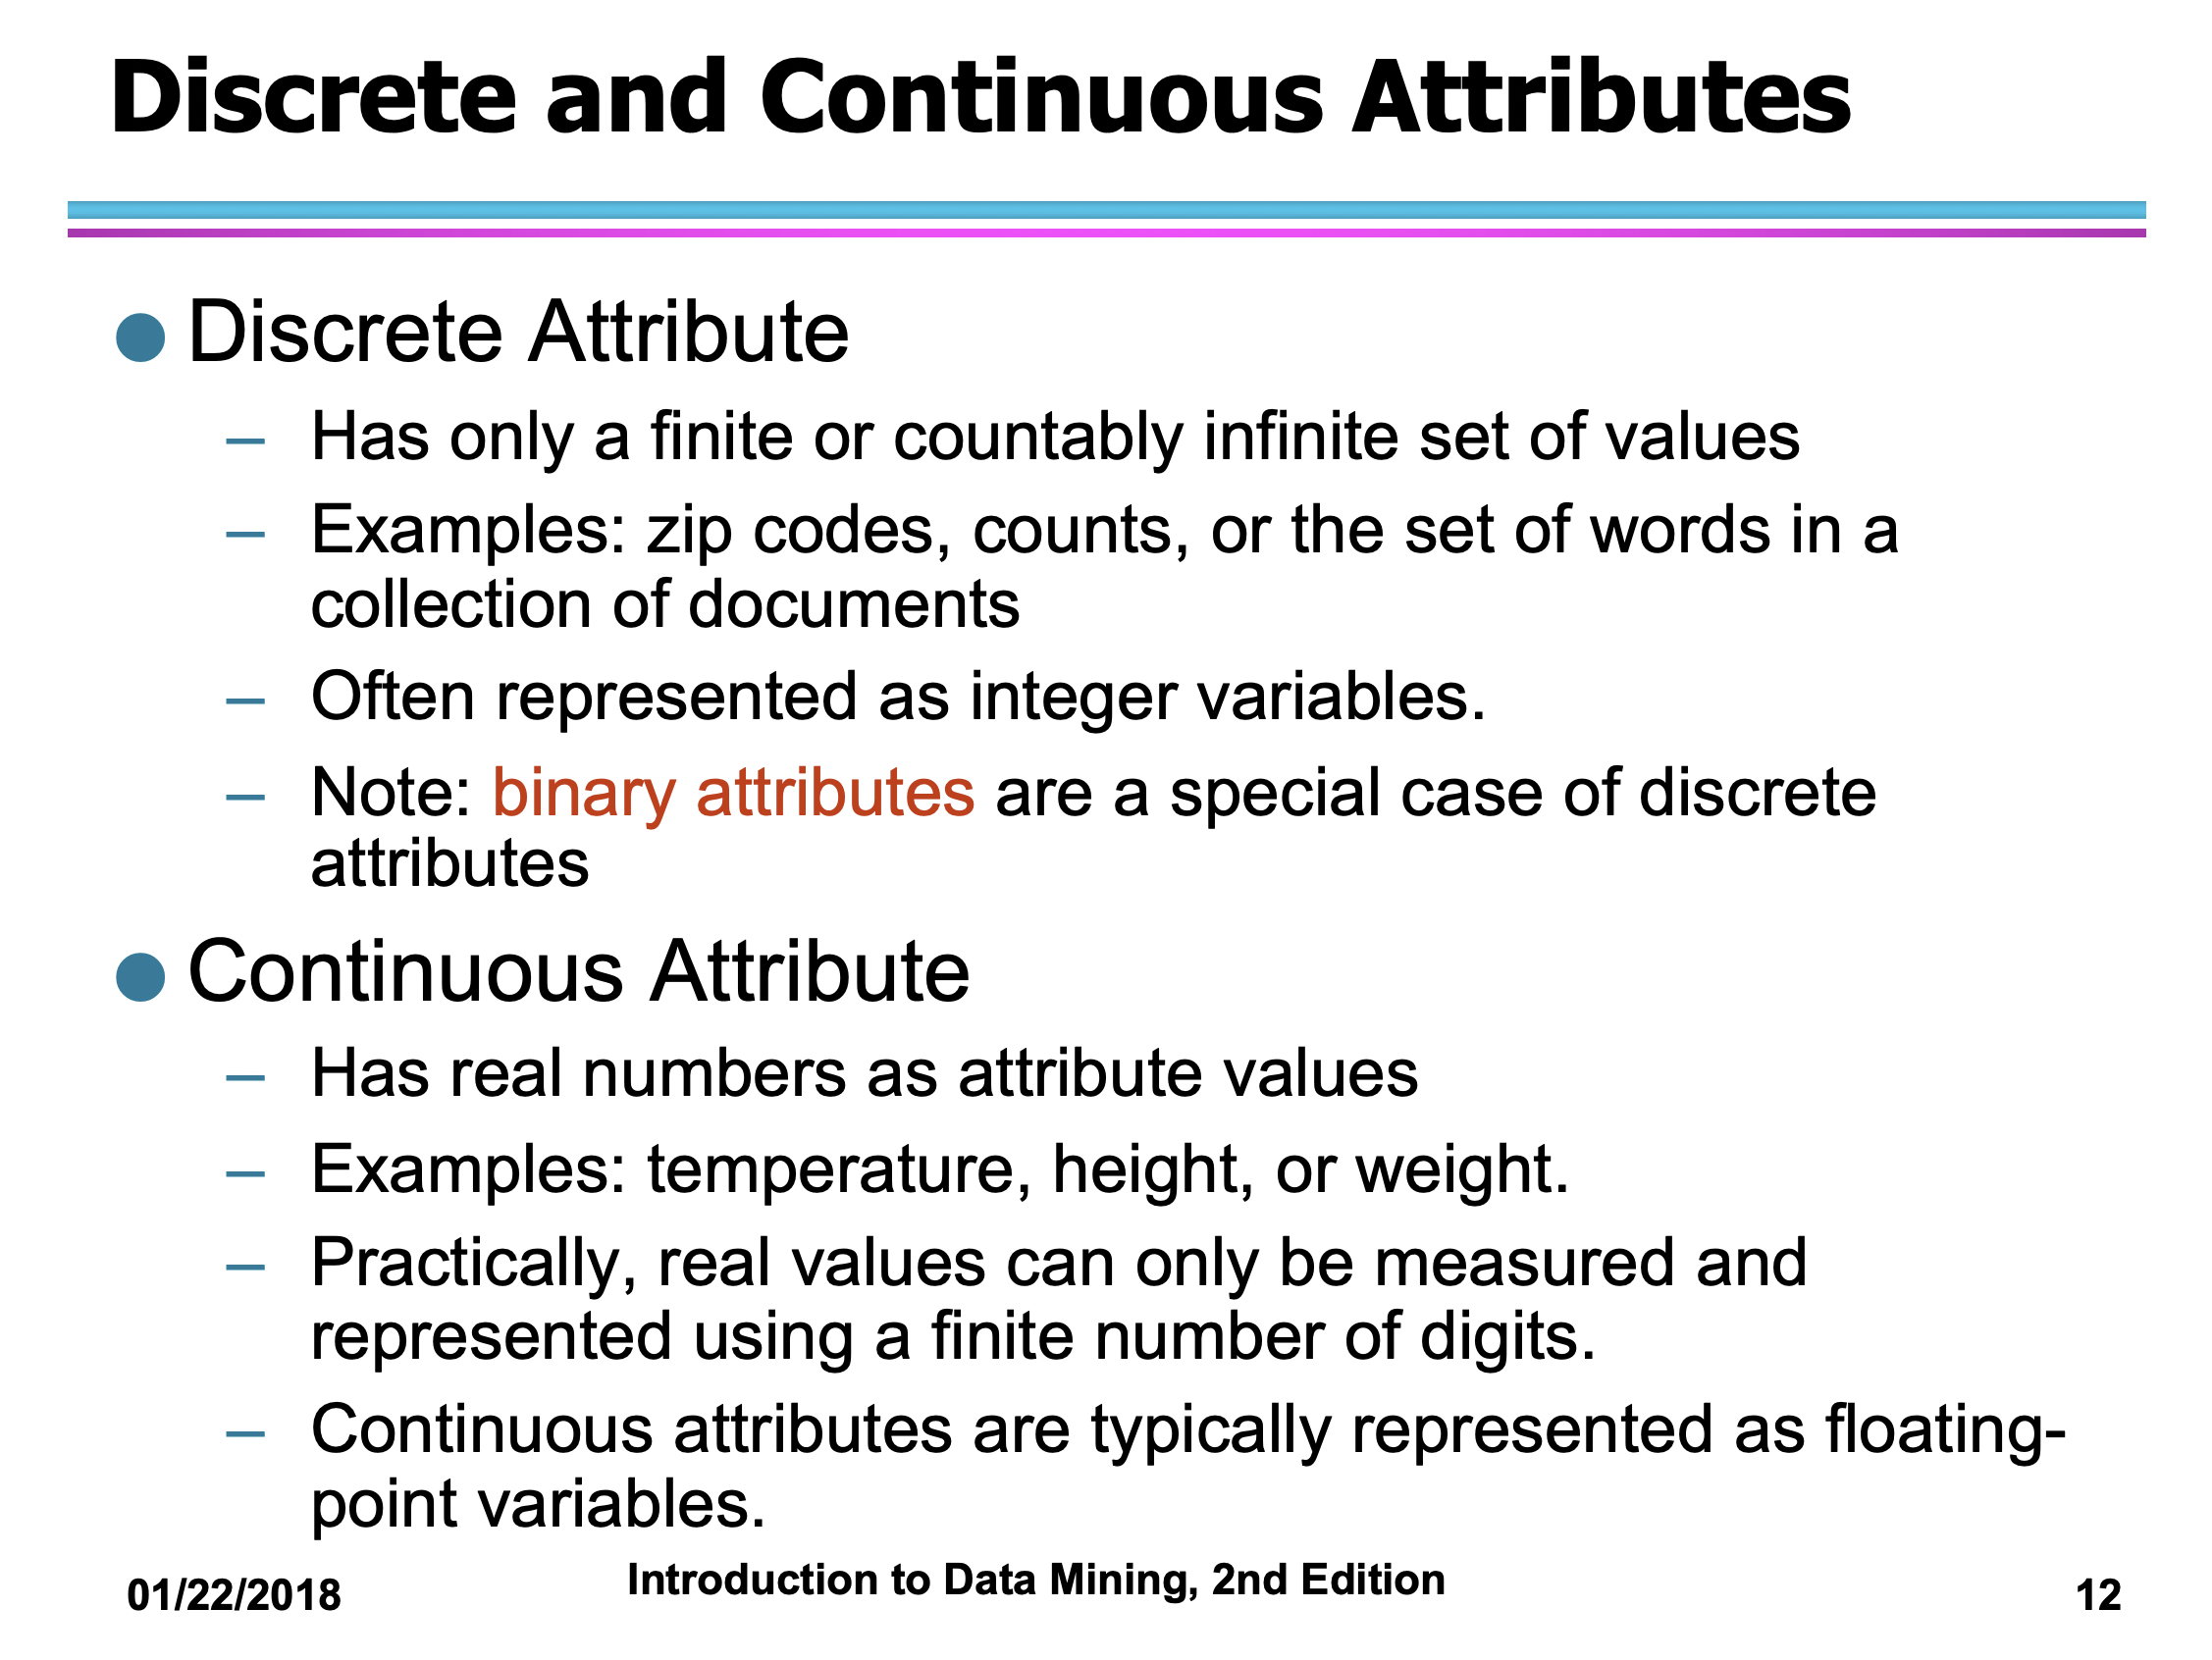 Discrete and Continuous Attributes
● Discrete Attribute
– Has only a finite or countably infinite set of values
– Examples: zip codes, counts, or the set of words in a
collection of documents
– Often represented as integer variables.
– Note: binary attributes are a special case of discrete
attributes
● Continuous Attribute
– Has real numbers as attribute values
– Examples: temperature, height, or weight.
– Practically, real values can only be measured and
represented using a finite number of digits.
– Continuous attributes are typically represented as floating-
point variables.
01/22/2018
Introduction to Data Mining, 2nd Edition
12